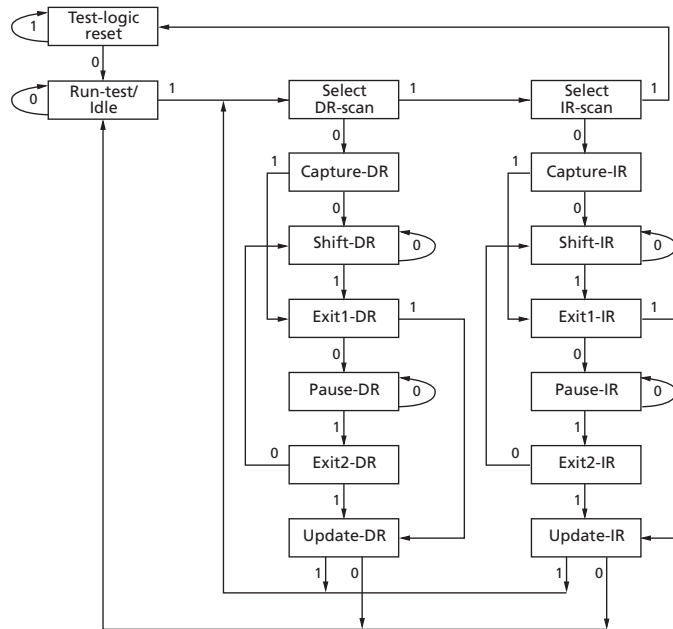 Test-logic
reset
1
0
Run-test/
Idle
0
1
Select
DR-scan
1
Select
IR-scan
1
0
0
1
Capture-DR
1
Capture-IR
0
0
Shift-DR
0
Shift-IR
0
1
1
Exit1-DR
1
Exit1-IR
1
0
0
Pause-DR
0
Pause-IR
0
1
1
0
Exit2-DR
0
Exit2-IR
1
1
Update-DR
Update-IR
1
0
1
0